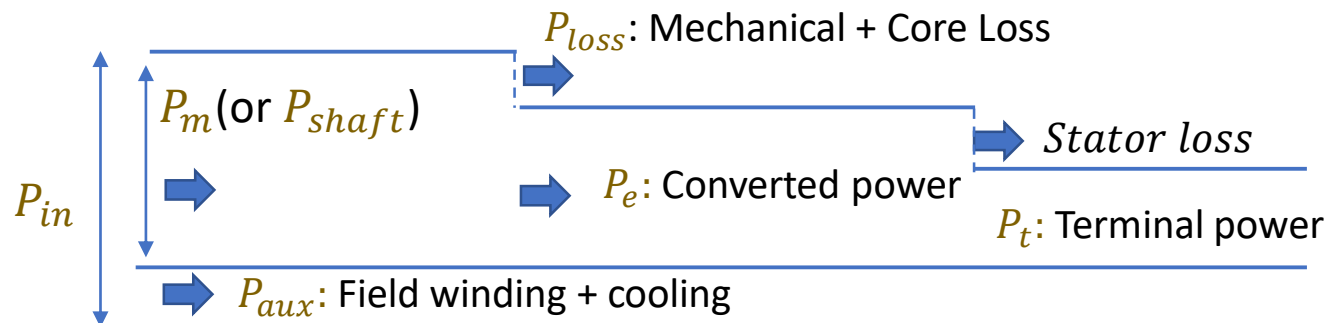 P_loss: Mechanical + Core Loss
P_m(or P_shaft)
Stator loss
P_in
P_e: Converted power
P_t: Terminal power
P_aux: Field winding + cooling